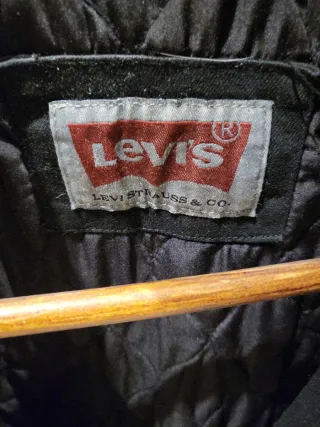 Levi's ®
LEVI STRAUSS & CO.